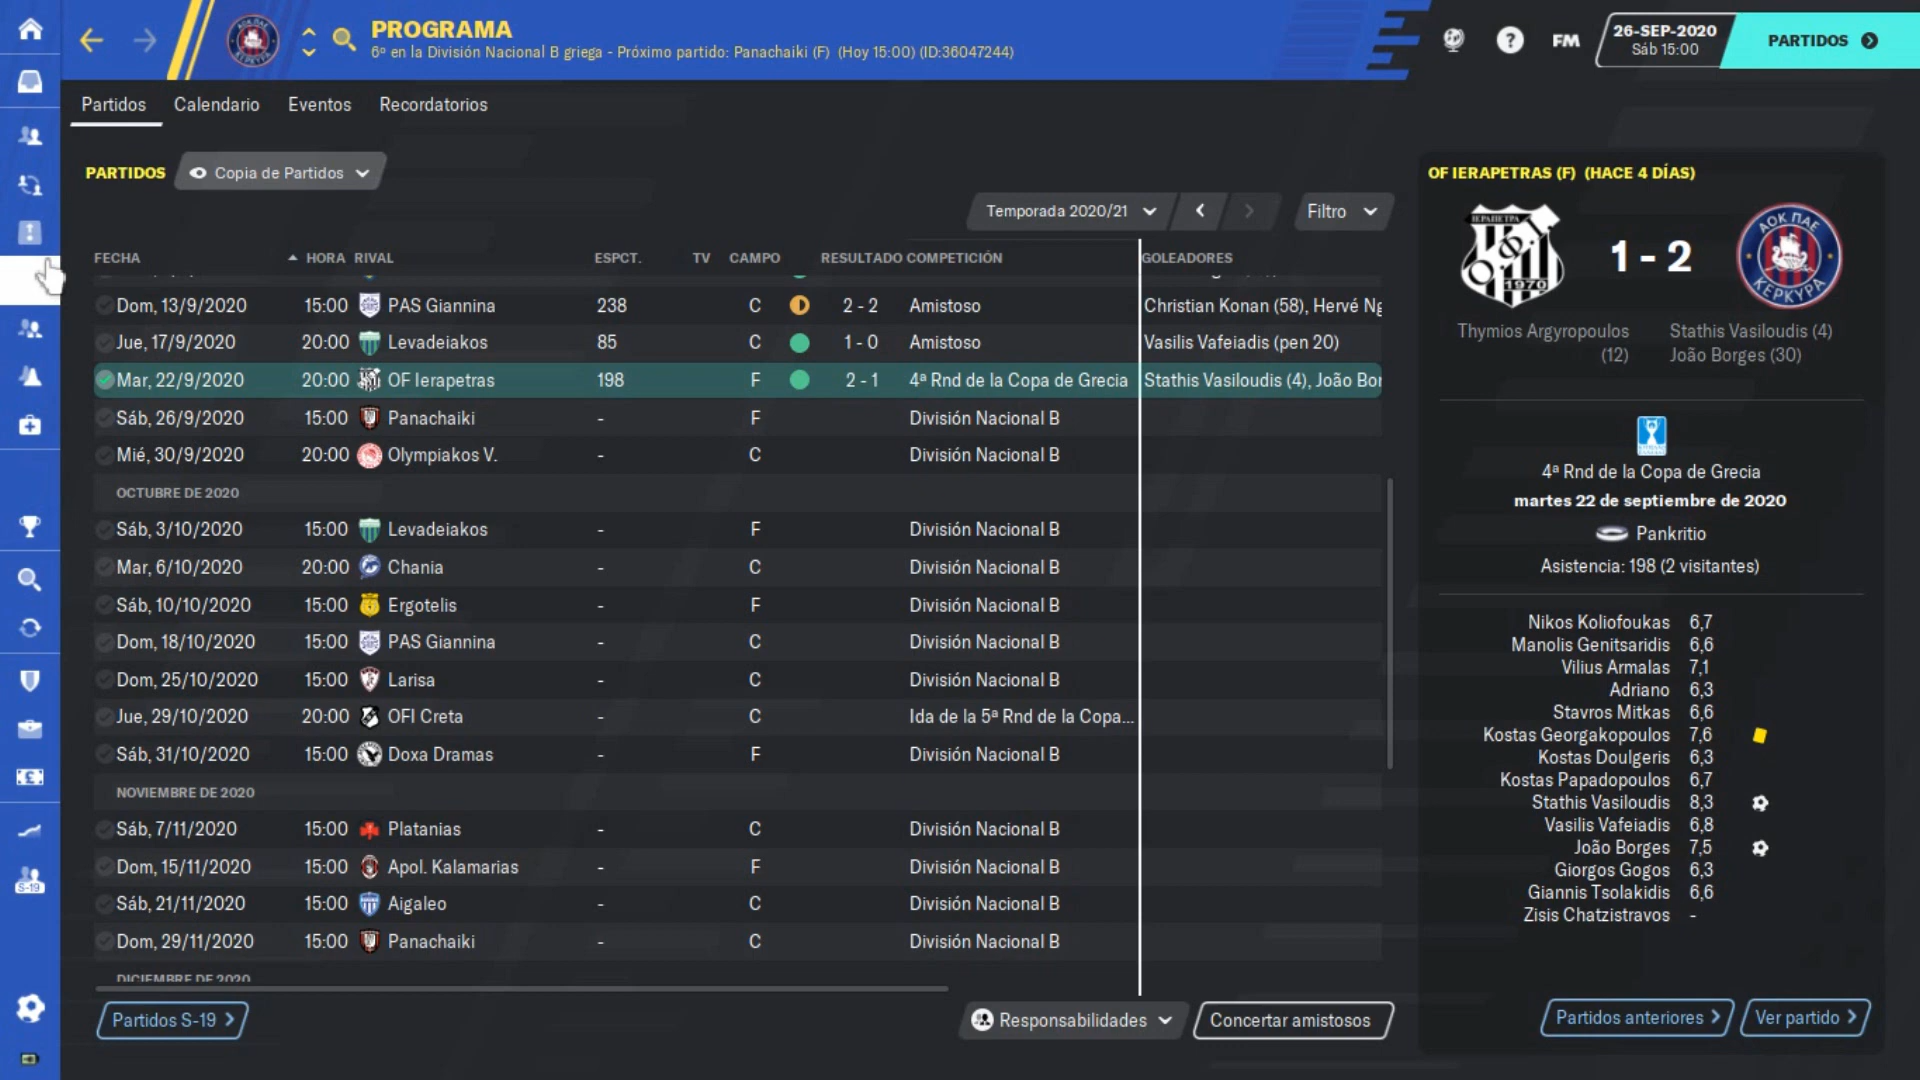 PROGRAMA
6º en la División Nacional B griega - Próximo partido: Panachaiki (F) (Hoy 15:00) (ID:36047244)
FM
26-SEP-2020
Sáb 15:00
PARTIDOS
Partidos Calendario Eventos Recordatorios
PARTIDOS Copia de Partidos
Temporada 2020/21 Filtro
FECHA HORA RIVAL ESPCT. TV CAMPO RESULTADO COMPETICIÓN GOLEADORES
Dom, 13/9/2020 15:00 PAS Giannina 238 C 2 - 2 Amistoso Christian Konan (58), Hervé Ng
Jue, 17/9/2020 20:00 Levadeiakos 85 C 1 - 0 Amistoso Vasilis Vafeiadis (pen 20)
Mar, 22/9/2020 20:00 OF Ierapetras 198 F 2 - 1 4ª Rnd de la Copa de Grecia Stathis Vasiloudis (4), João Bor
Sáb, 26/9/2020 15:00 Panachaiki - F División Nacional B
Mié, 30/9/2020 20:00 Olympiakos V. - C División Nacional B
OCTUBRE DE 2020
Sáb, 3/10/2020 15:00 Levadeiakos - F División Nacional B
Mar, 6/10/2020 20:00 Chania - C División Nacional B
Sáb, 10/10/2020 15:00 Ergotelis - F División Nacional B
Dom, 18/10/2020 15:00 PAS Giannina - C División Nacional B
Dom, 25/10/2020 15:00 Larisa - C División Nacional B
Jue, 29/10/2020 20:00 OFI Creta - C Ida de la 5ª Rnd de la Copa...
Sáb, 31/10/2020 15:00 Doxa Dramas - F División Nacional B
NOVIEMBRE DE 2020
Sáb, 7/11/2020 15:00 Platanias - C División Nacional B
Dom, 15/11/2020 15:00 Apol. Kalamarias - F División Nacional B
Sáb, 21/11/2020 15:00 Aigaleo - C División Nacional B
Dom, 29/11/2020 15:00 Panachaiki - C División Nacional B
DICIEMBRE DE 2020
Partidos S-19
Responsabilidades
Concertar amistosos
OF IERAPETRAS (F) (HACE 4 DÍAS)
ΙΕΡΑΠΕΤΡΑ
1970
1 - 2
ΑΟΚ ΠΑΕ
ΚΕΡΚΥΡΑ
Thymios Argyropoulos
(12)
Stathis Vasiloudis (4)
João Borges (30)
4ª Rnd de la Copa de Grecia
martes 22 de septiembre de 2020
Pankritio
Asistencia: 198 (2 visitantes)
Nikos Koliofoukas 6,7
Manolis Genitsaridis 6,6
Vilius Armalas 7,1
Adriano 6,3
Stavros Mitkas 6,6
Kostas Georgakopoulos 7,6
Kostas Doulgeris 6,3
Kostas Papadopoulos 6,7
Stathis Vasiloudis 8,3
Vasilis Vafeiadis 6,8
João Borges 7,5
Giorgos Gogos 6,3
Giannis Tsolakidis 6,6
Zisis Chatzistravos -
Partidos anteriores
Ver partido
S-19